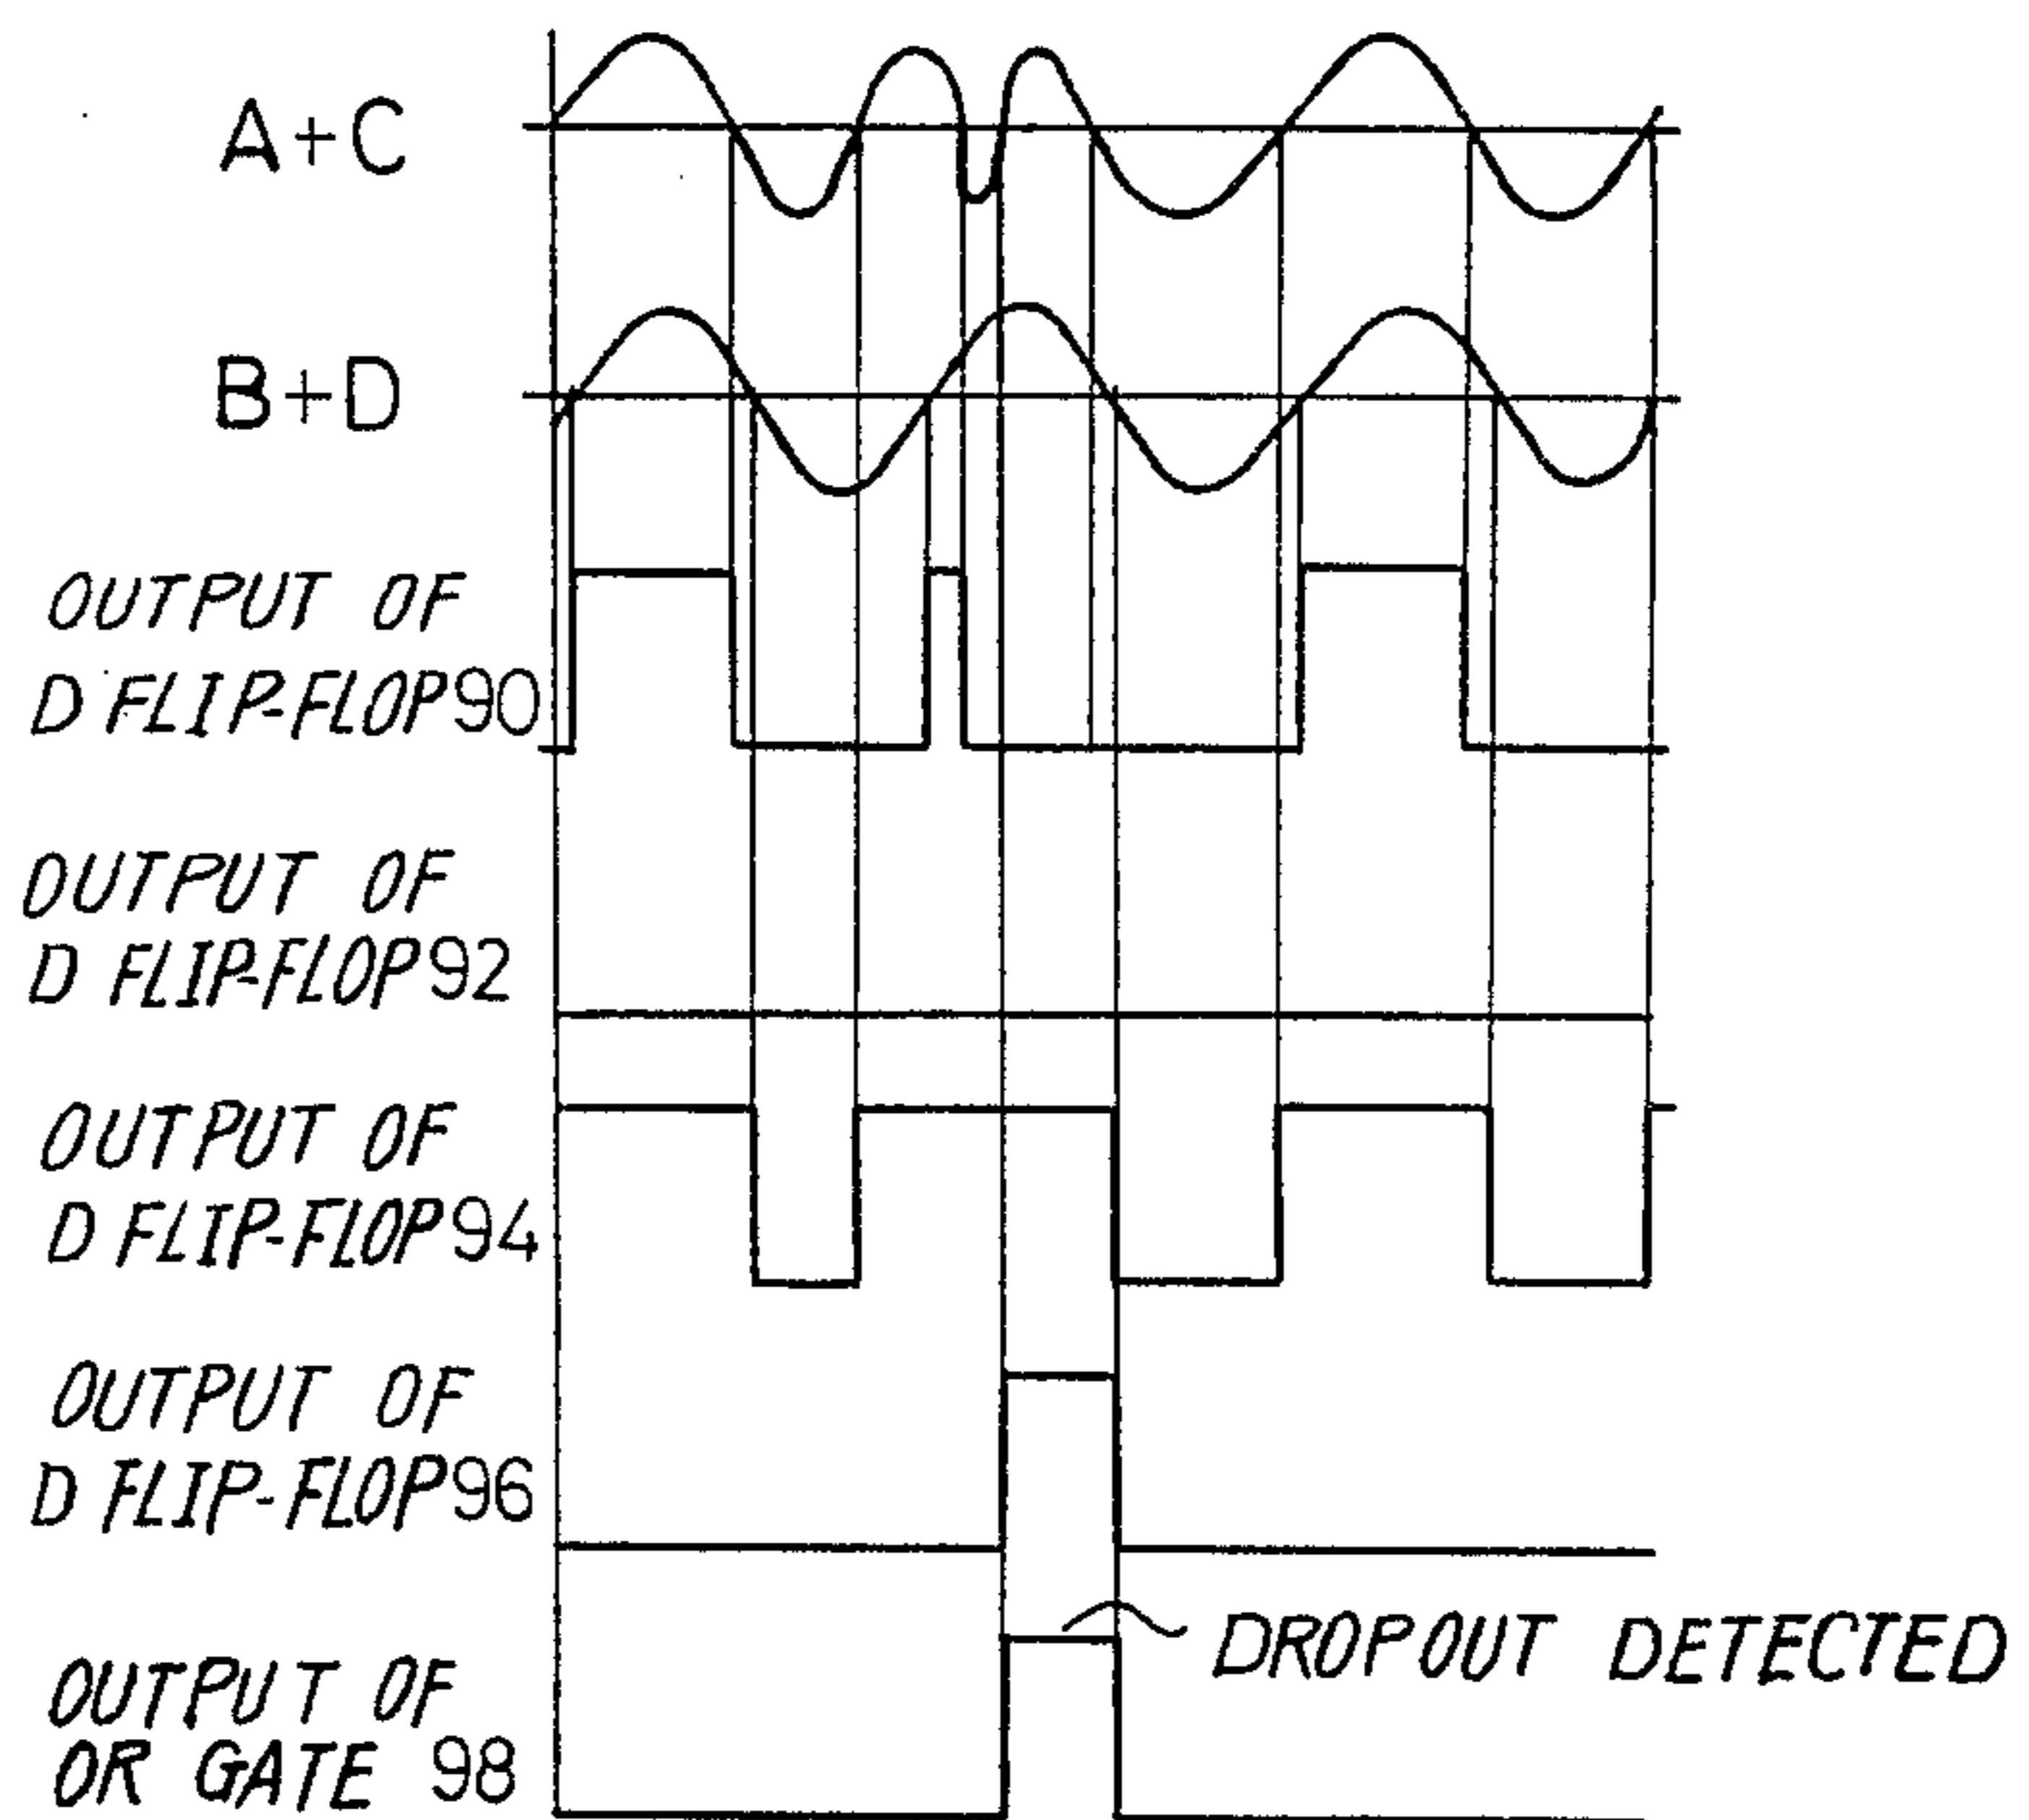 A+C
B+D
OUTPUT OF
D FLIP-FLOP 90
OUTPUT OF
D FLIP-FLOP 92
OUTPUT OF
D FLIP-FLOP 94
OUTPUT OF
D FLIP-FLOP 96
DROPOUT DETECTED
OUTPUT OF
OR GATE 98